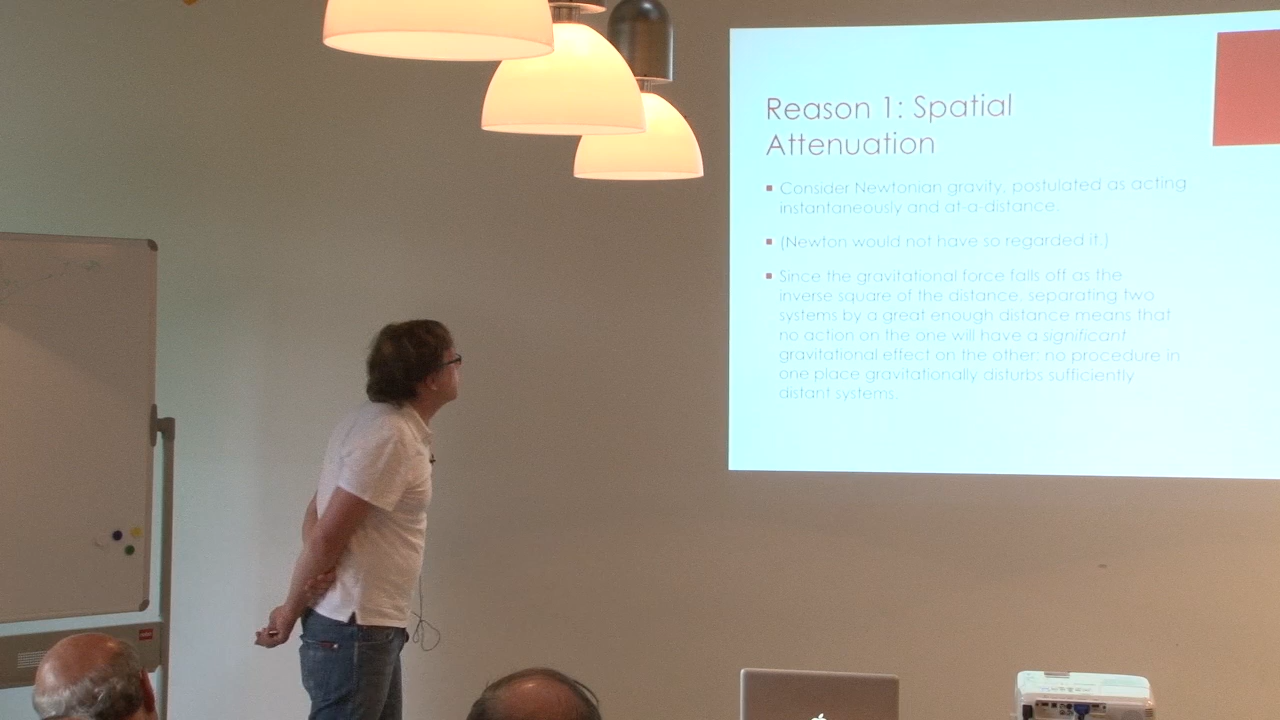 Reason 1: Spatial
Attenuation
▪ Consider Newtonian gravity, postulated as acting
instantaneously and at-a-distance.
▪ (Newton would not have so regarded it.)
▪ Since the gravitational force falls off as the
inverse square of the distance, separating two
systems by a great enough distance means that
no action on the one will have a significant
gravitational effect on the other: no procedure in
one place gravitationally disturbs sufficiently
distant systems.